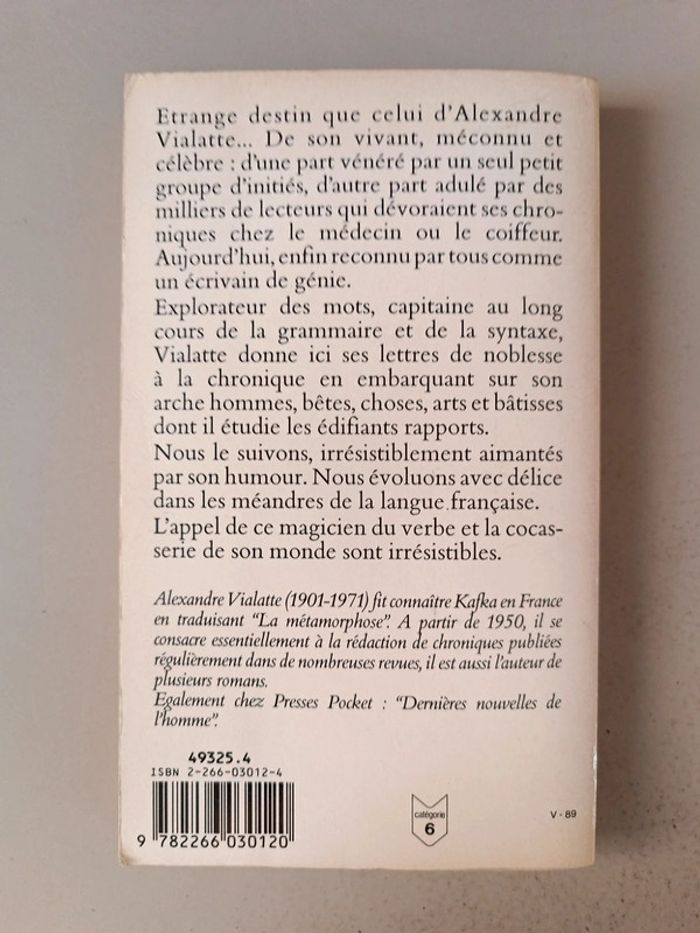 Etrange destin que celui d'Alexandre
Vialatte... De son vivant, méconnu et
célèbre : d'une part vénéré par un seul petit
groupe d'initiés, d'autre part adulé par des
milliers de lecteurs qui dévoraient ses chro-
niques chez le médecin ou le coiffeur.
Aujourd'hui, enfin reconnu par tous comme
un écrivain de génie.
Explorateur des mots, capitaine au long
cours de la grammaire et de la syntaxe,
Vialatte donne ici ses lettres de noblesse
à la chronique en embarquant sur son
arche hommes, bêtes, choses, arts et bâtisses
dont il étudie les édifiants rapports.
Nous le suivons, irrésistiblement aimantés
par son humour. Nous évoluons avec délice
dans les méandres de la langue française.
L'appel de ce magicien du verbe et la cocas-
serie de son monde sont irrésistibles.
Alexandre Vialatte (1901-1971) fit connaître Kafka en France
en traduisant "La métamorphose". A partir de 1950, il se
consacre essentiellement à la rédaction de chroniques publiées
régulièrement dans de nombreuses revues, il est aussi l'auteur de
plusieurs romans.
Egalement chez Presses Pocket : "Dernières nouvelles de
l'homme".
49325.4
ISBN 2-266-03012-4
9 782266 030120
catégorie
6
V - 89